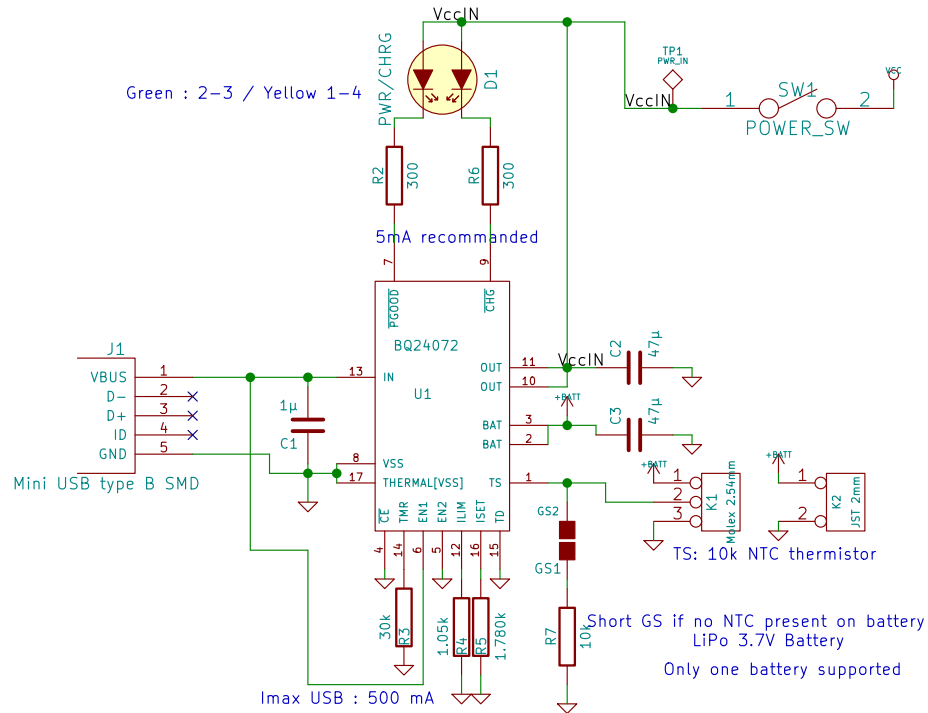 VccIN
TP1
PWR_IN
VCC
PWR/CHRG
D1
Green : 2-3 / Yellow 1-4
VccIN
1
SW1
2
POWER_SW
R2
300
R6
300
5mA recommanded
7
9
PGOOD
CHG
BQ24072
U1
J1
VBUS 1
D- 2
D+ 3
ID 4
GND 5
Mini USB type B SMD
1µ
C1
13 IN
8 VSS
17 THERMAL[VSS]
OUT 11
OUT 10
BAT 3
BAT 2
TS 1
VccIN
C2
47µ
+BATT
C3
47µ
CE
TMR
EN1
EN2
ILIM
ISET
TD
4
14
6
5
12
16
15
+BATT
1
2
3
K1
Molex 2.54mm
+BATT
1
2
K2
JST 2mm
TS: 10k NTC thermistor
GS2
GS1
30k
R3
1.05k
R4
R5
1.780k
R7
10k
Short GS if no NTC present on battery
LiPo 3.7V Battery
Only one battery supported
Imax USB : 500 mA